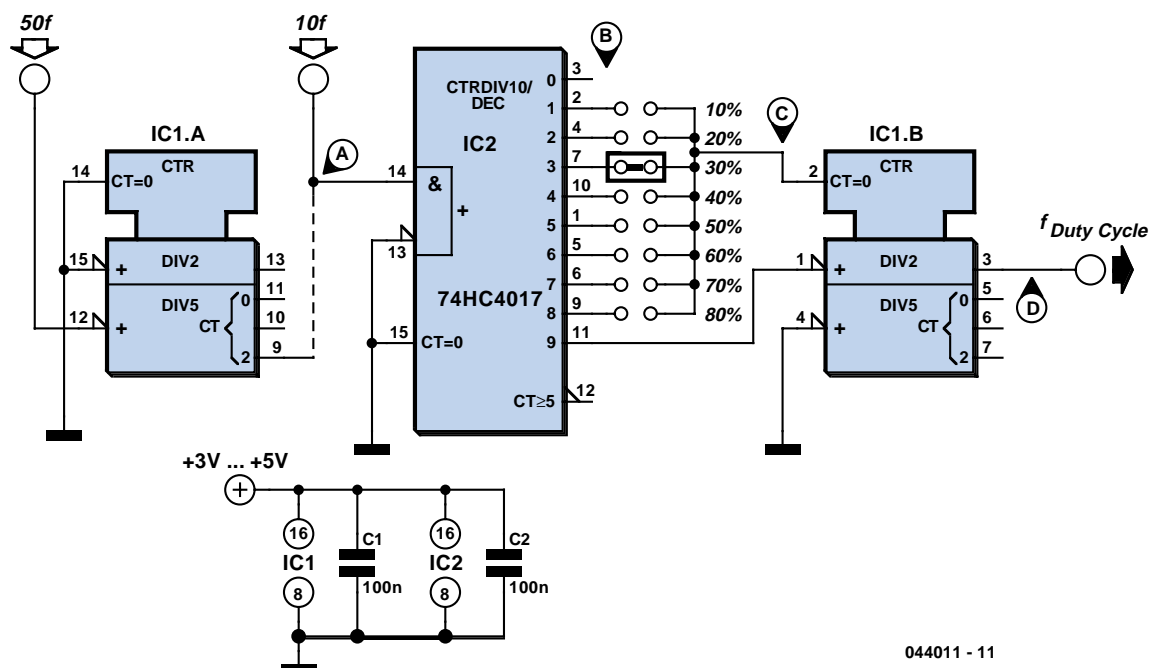 50f
10f
B
3
CTRDIV10/
DEC
0
2
1
10%
C
IC1.A
IC2
4
2
20%
IC1.B
CTR
A
7
3
30%
CTR
14
CT=0
14
&
+
10
4
40%
2
CT=0
1
5
50%
f Duty Cycle
13
5
6
60%
15
+
DIV2
13
6
7
70%
1
+
DIV2
3
11
74HC4017
9
8
80%
5
D
12
+
DIV5
0
CT
10
2
9
15
CT=0
11
9
4
+
DIV5
0
CT
6
2
7
CT≥5
12
+3V ... +5V
+
16
C1
16
C2
IC1
IC2
8
100n
8
100n
044011 - 11